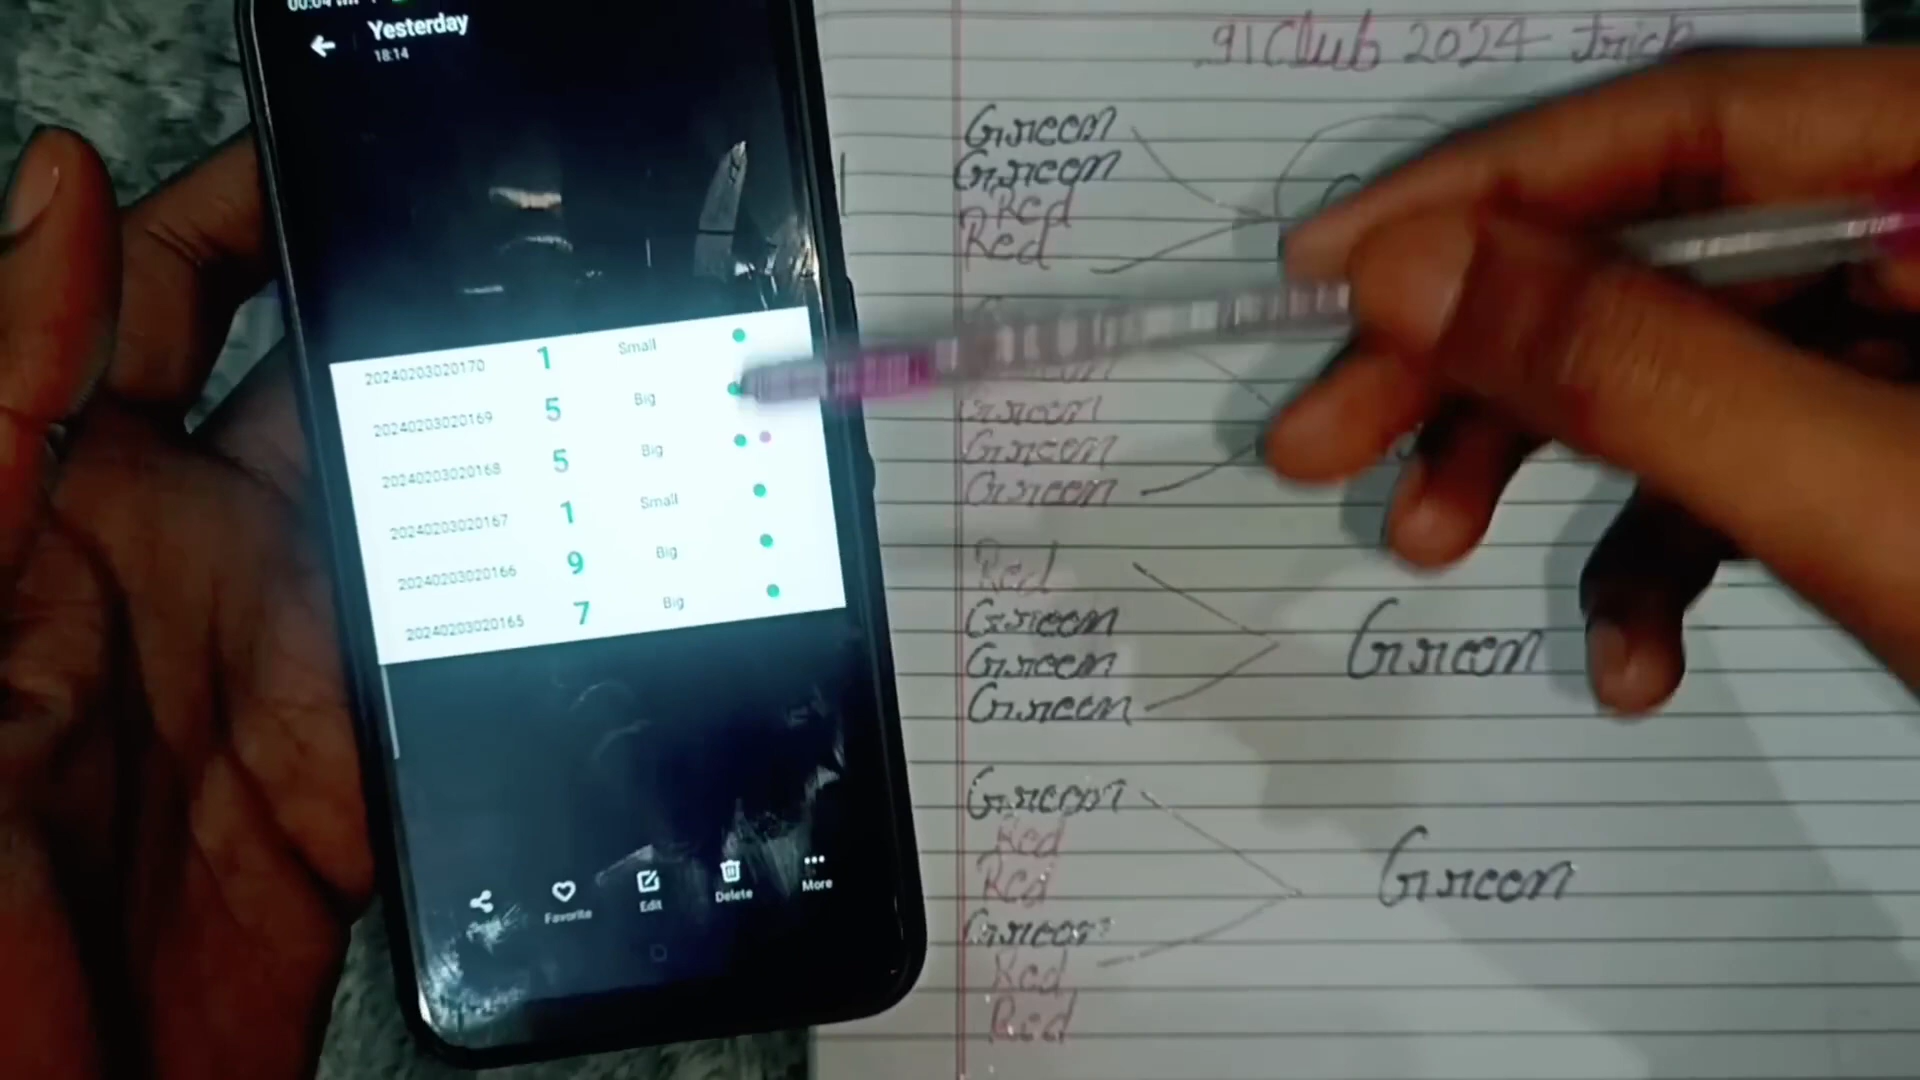 Yesterday
18:14
20240203020170 1 Small
20240203020169 5 Big
20240203020168 5 Big
20240203020167 1 Small
20240203020166 9 Big
20240203020165 7 Big
Favorite
Edit
Delete
More
91Club 2024 trick
Green
Green
Red
Red
Green
Green
Green
Red
Green
Green
Green
Green
Green
Red
Red
Green
Red
Red
Green